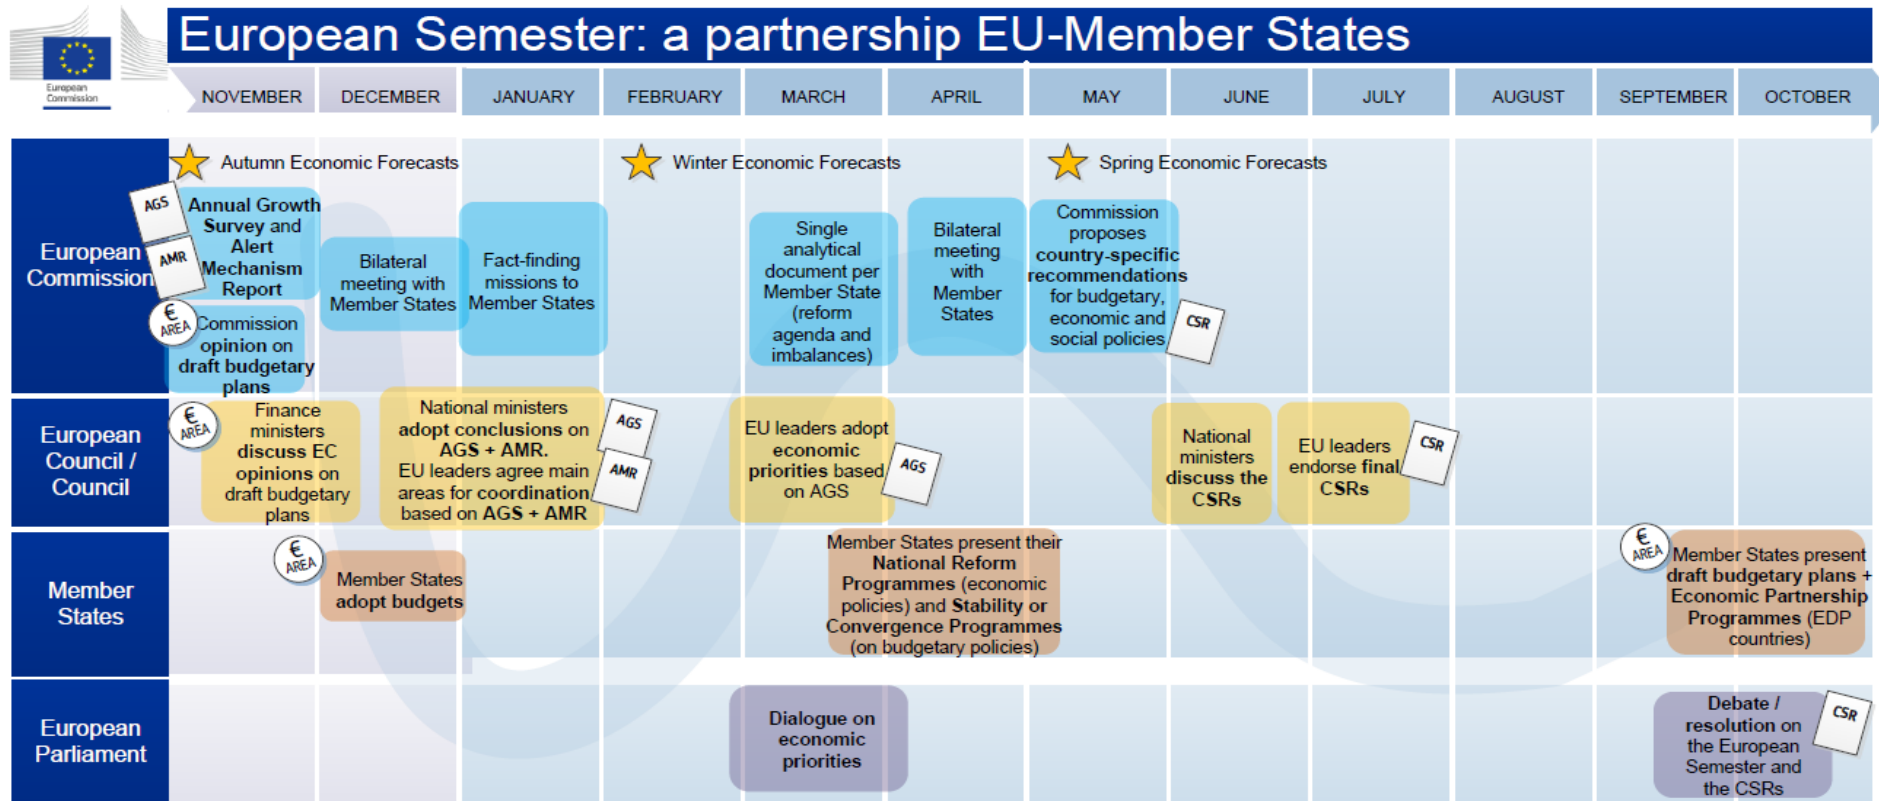 European Semester: a partnership EU-Member States
European
Commission
NOVEMBER
DECEMBER
JANUARY
FEBRUARY
MARCH
APRIL
MAY
JUNE
JULY
AUGUST
SEPTEMBER
OCTOBER
European
Commission
Autumn Economic Forecasts
Winter Economic Forecasts
Spring Economic Forecasts
AGS
AMR
Annual Growth
Survey and
Alert
Mechanism
Report
€
AREA
Commission
opinion on
draft budgetary
plans
Bilateral
meeting with
Member States
Fact-finding
missions to
Member States
Single
analytical
document per
Member State
(reform
agenda and
imbalances)
Bilateral
meeting
with
Member
States
Commission
proposes
country-specific
recommendations
for budgetary,
economic and
social policies
CSR
European
Council /
Council
€
AREA
Finance
ministers
discuss EC
opinions on
draft budgetary
plans
National ministers
adopt conclusions on
AGS + AMR.
EU leaders agree main
areas for coordination
based on AGS + AMR
AGS
AMR
EU leaders adopt
economic
priorities based
on AGS
AGS
National
ministers
discuss the
CSRs
EU leaders
endorse final
CSRs
CSR
Member
States
€
AREA
Member States
adopt budgets
Member States present their
National Reform
Programmes (economic
policies) and Stability or
Convergence Programmes
(on budgetary policies)
€
AREA
Member States present
draft budgetary plans +
Economic Partnership
Programmes (EDP
countries)
European
Parliament
Dialogue on
economic
priorities
Debate /
resolution on
the European
Semester and
the CSRs
CSR